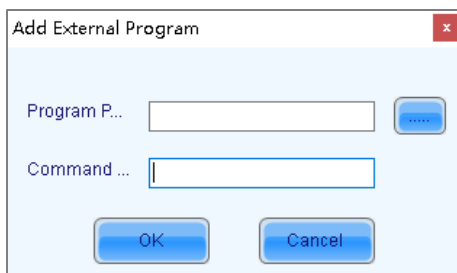 Add External Program
x
Program P...
.....
Command ...
OK
Cancel